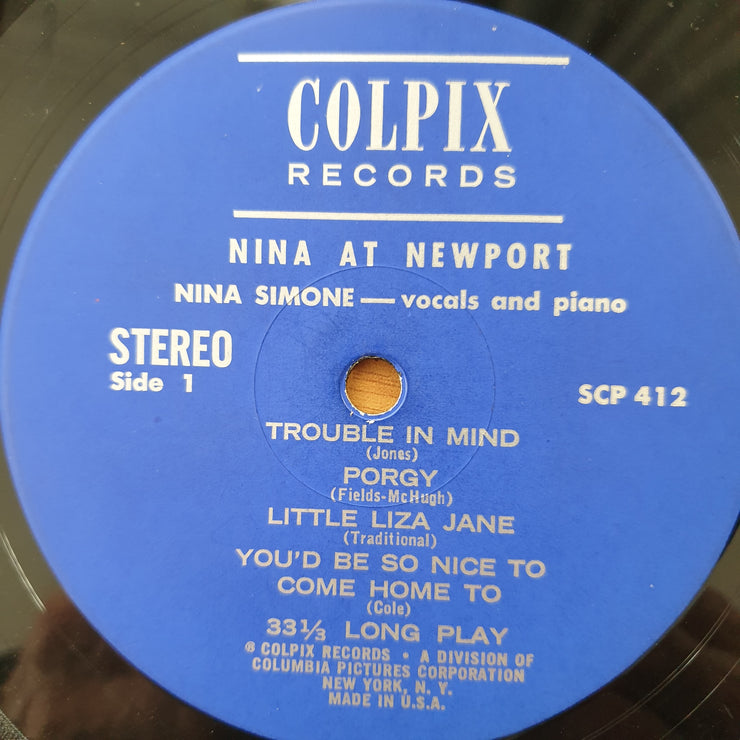 COLPIX
RECORDS
NINA AT NEWPORT
NINA SIMONE — vocals and piano
STEREO
Side 1
SCP 412
TROUBLE IN MIND
(Jones)
PORGY
(Fields-McHugh)
LITTLE LIZA JANE
(Traditional)
YOU'D BE SO NICE TO
COME HOME TO
(Cole)
33⅓ LONG PLAY
® COLPIX RECORDS • A DIVISION OF
COLUMBIA PICTURES CORPORATION
NEW YORK, N. Y.
MADE IN U.S.A.